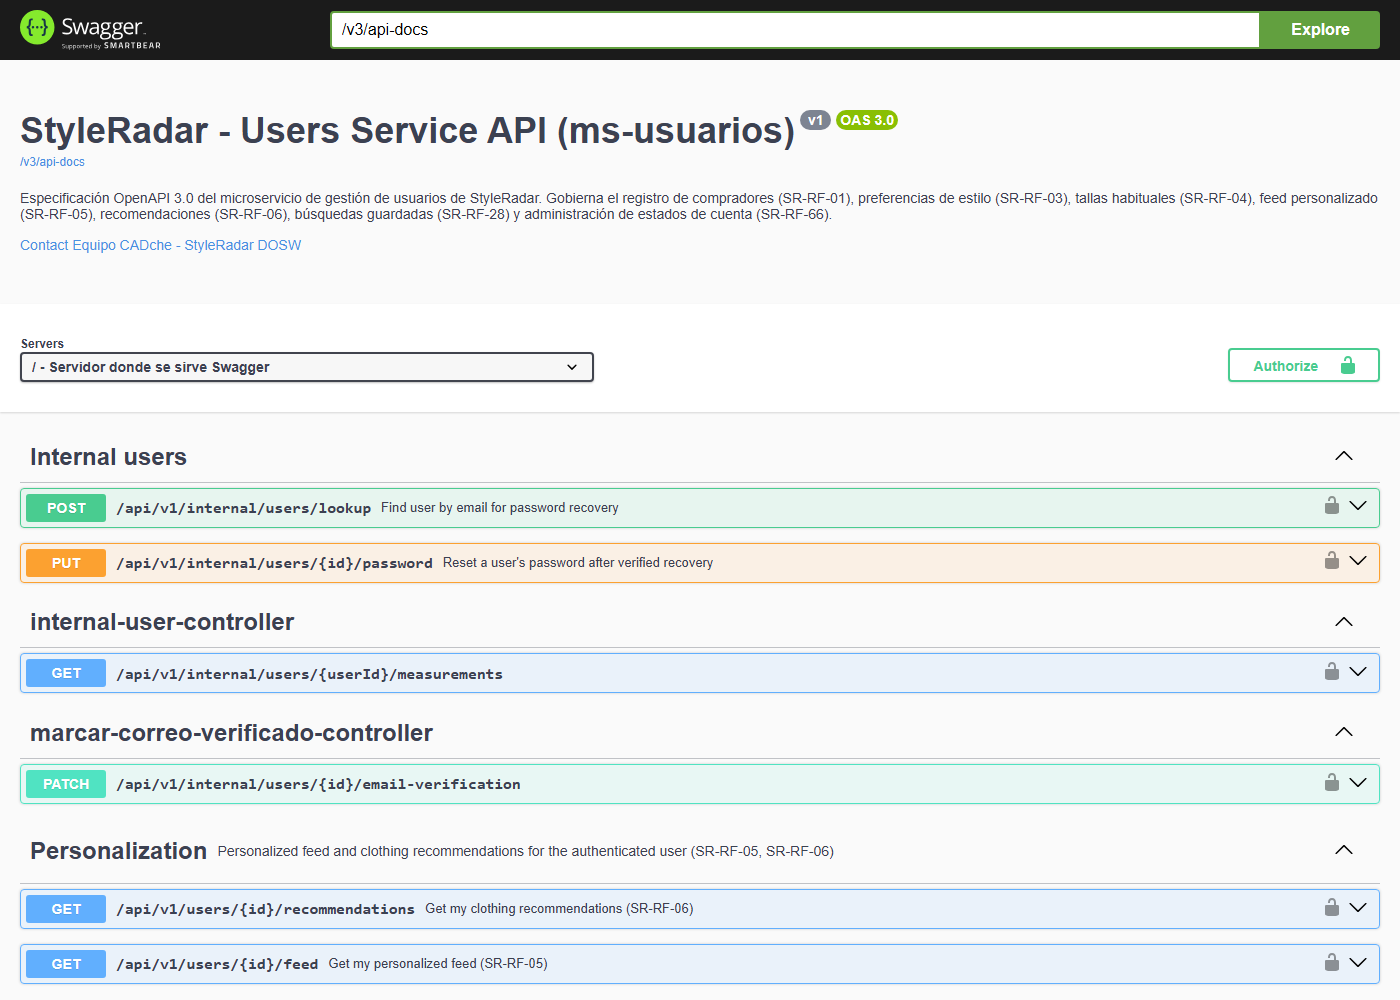 Swagger.
Supported by SMARTBEAR
/v3/api-docs
Explore
StyleRadar - Users Service API (ms-usuarios) v1 OAS 3.0
/v3/api-docs
Especificación OpenAPI 3.0 del microservicio de gestión de usuarios de StyleRadar. Gobierna el registro de compradores (SR-RF-01), preferencias de estilo (SR-RF-03), tallas habituales (SR-RF-04), feed personalizado
(SR-RF-05), recomendaciones (SR-RF-06), búsquedas guardadas (SR-RF-28) y administración de estados de cuenta (SR-RF-66).
Contact Equipo CADche - StyleRadar DOSW
Servers
/ - Servidor donde se sirve Swagger
Authorize
Internal users
POST /api/v1/internal/users/lookup Find user by email for password recovery
PUT /api/v1/internal/users/{id}/password Reset a user's password after verified recovery
internal-user-controller
GET /api/v1/internal/users/{userId}/measurements
marcar-correo-verificado-controller
PATCH /api/v1/internal/users/{id}/email-verification
Personalization Personalized feed and clothing recommendations for the authenticated user (SR-RF-05, SR-RF-06)
GET /api/v1/users/{id}/recommendations Get my clothing recommendations (SR-RF-06)
GET /api/v1/users/{id}/feed Get my personalized feed (SR-RF-05)